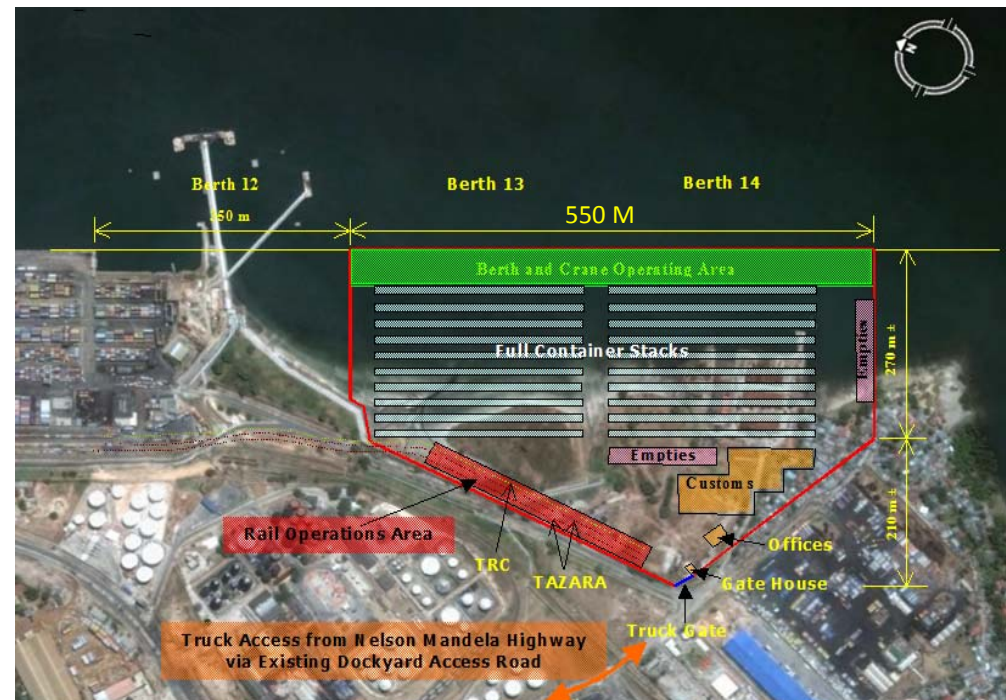 N
Berth 12
Berth 13
Berth 14
350 m
550 M
Berth and Crane Operating Area
Full Container Stacks
Empties
270 m ±
Empties
Customs
210 m ±
Rail Operations Area
TRC
TAZARA
Offices
Gate House
Truck Gate
Truck Access from Nelson Mandela Highway
via Existing Dockyard Access Road